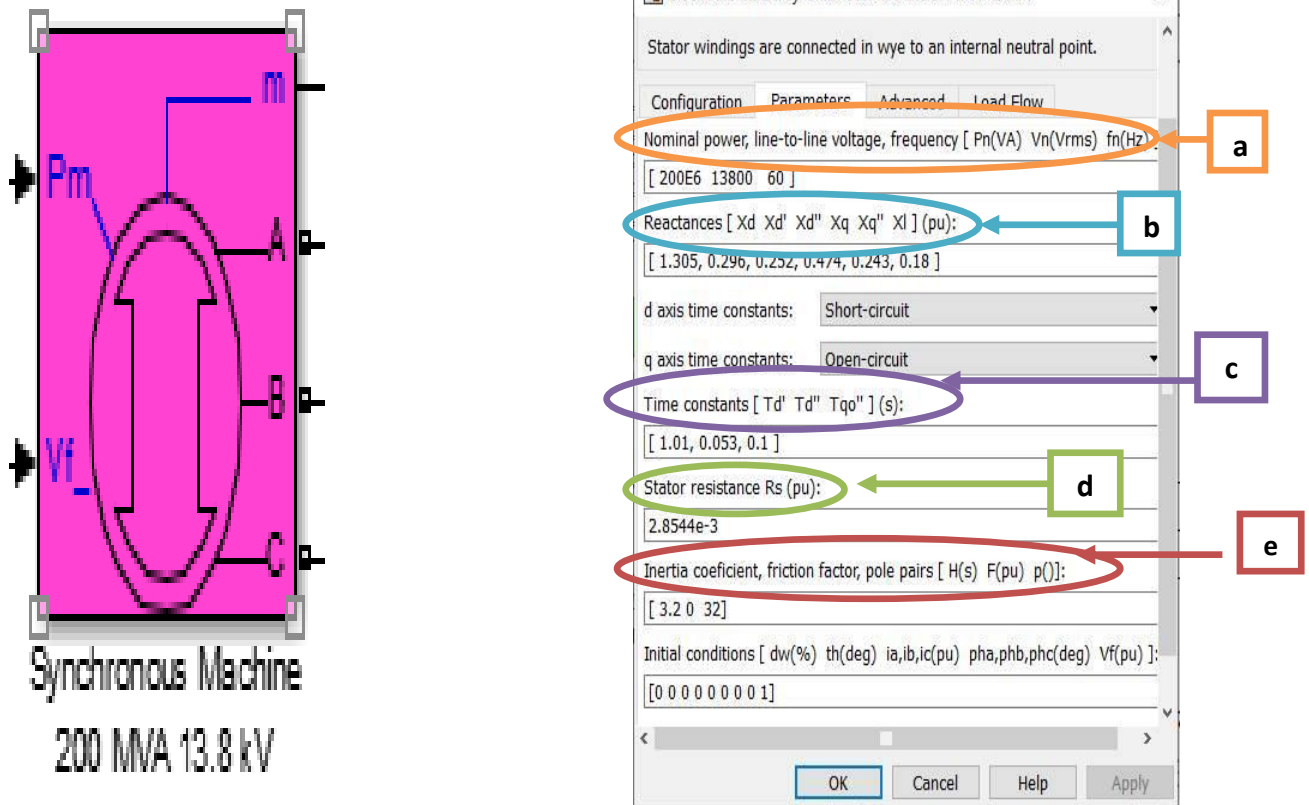 m
Pm
A
B
Vf_
C
Synchronous Machine
200 MVA 13.8 kV
Stator windings are connected in wye to an internal neutral point.
Configuration Parameters Advanced Load Flow
Nominal power, line-to-line voltage, frequency [ Pn(VA) Vn(Vrms) fn(Hz) ]
a
[ 200E6 13800 60 ]
Reactances [ Xd Xd' Xd'' Xq Xq'' Xl ] (pu):
b
[ 1.305, 0.296, 0.252, 0.474, 0.243, 0.18 ]
d axis time constants: Short-circuit
q axis time constants: Open-circuit
c
Time constants [ Td' Td'' Tqo'' ] (s):
[ 1.01, 0.053, 0.1 ]
Stator resistance Rs (pu):
d
2.8544e-3
e
Inertia coeficient, friction factor, pole pairs [ H(s) F(pu) p()]:
[ 3.2 0 32]
Initial conditions [ dw(%) th(deg) ia,ib,ic(pu) pha,phb,phc(deg) Vf(pu) ]:
[0 0 0 0 0 0 0 0 1]
OK Cancel Help Apply